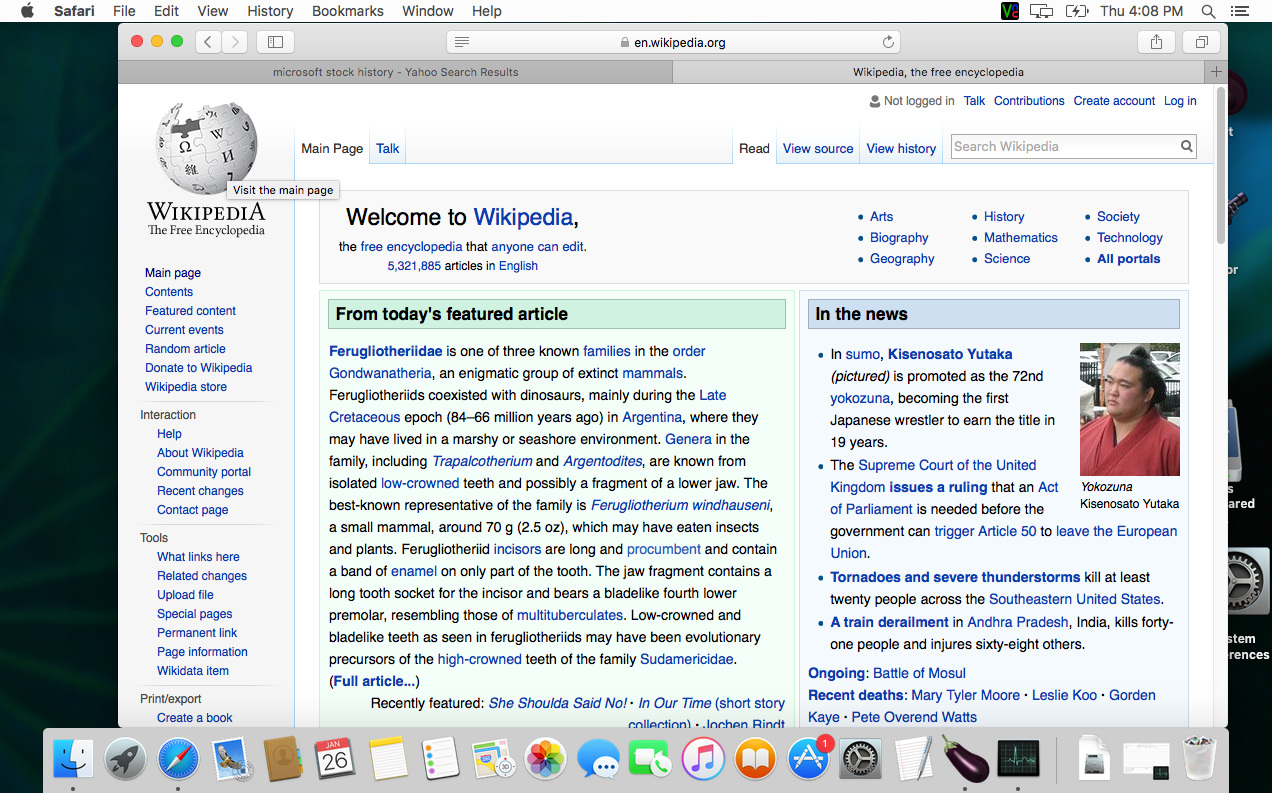 Safari File Edit View History Bookmarks Window Help Thu 4:08 PM
en.wikipedia.org
microsoft stock history - Yahoo Search Results
Wikipedia, the free encyclopedia
Not logged in Talk Contributions Create account Log in
Main Page Talk Read View source View history Search Wikipedia
Visit the main page
WIKIPEDIA
The Free Encyclopedia
Main page
Contents
Featured content
Current events
Random article
Donate to Wikipedia
Wikipedia store
Interaction
Help
About Wikipedia
Community portal
Recent changes
Contact page
Tools
What links here
Related changes
Upload file
Special pages
Permanent link
Page information
Wikidata item
Print/export
Create a book
Welcome to Wikipedia,
the free encyclopedia that anyone can edit.
5,321,885 articles in English
Arts
Biography
Geography
History
Mathematics
Science
Society
Technology
All portals
From today's featured article
Ferugliotheriidae is one of three known families in the order
Gondwanatheria, an enigmatic group of extinct mammals.
Ferugliotheriids coexisted with dinosaurs, mainly during the Late
Cretaceous epoch (84–66 million years ago) in Argentina, where they
may have lived in a marshy or seashore environment. Genera in the
family, including Trapalcotherium and Argentodites, are known from
isolated low-crowned teeth and possibly a fragment of a lower jaw. The
best-known representative of the family is Ferugliotherium windhauseni,
a small mammal, around 70 g (2.5 oz), which may have eaten insects
and plants. Ferugliotheriid incisors are long and procumbent and contain
a band of enamel on only part of the tooth. The jaw fragment contains a
long tooth socket for the incisor and bears a bladelike fourth lower
premolar, resembling those of multituberculates. Low-crowned and
bladelike teeth as seen in ferugliotheriids may have been evolutionary
precursors of the high-crowned teeth of the family Sudamericidae.
(Full article...)
Recently featured: She Shoulda Said No! · In Our Time (short story
collection) · Jochen Rindt
In the news
In sumo, Kisenosato Yutaka
(pictured) is promoted as the 72nd
yokozuna, becoming the first
Japanese wrestler to earn the title in
19 years.
The Supreme Court of the United
Kingdom issues a ruling that an Act
of Parliament is needed before the
government can trigger Article 50 to leave the European
Union.
Yokozuna
Kisenosato Yutaka
Tornadoes and severe thunderstorms kill at least
twenty people across the Southeastern United States.
A train derailment in Andhra Pradesh, India, kills forty-
one people and injures sixty-eight others.
Ongoing: Battle of Mosul
Recent deaths: Mary Tyler Moore · Leslie Koo · Gorden
Kaye · Pete Overend Watts
t
or
s
ared
stem
erences
JAN
26
3D
1